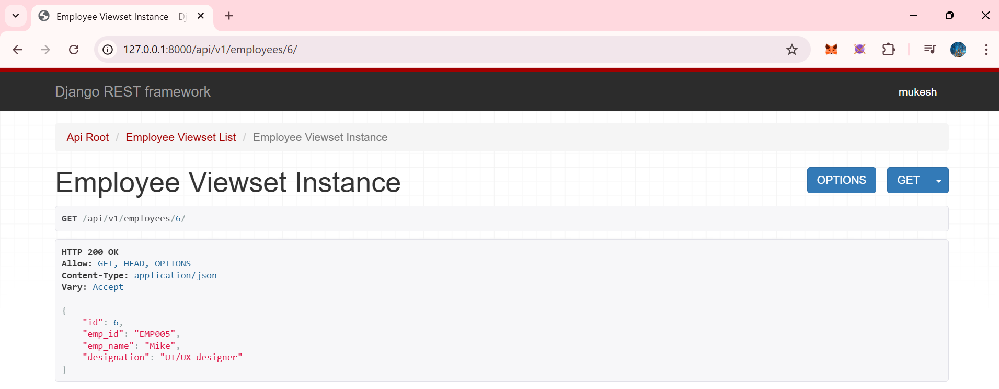 Employee Viewset Instance – Dj
127.0.0.1:8000/api/v1/employees/6/
Django REST framework
mukesh
Api Root / Employee Viewset List / Employee Viewset Instance
Employee Viewset Instance
OPTIONS
GET
GET /api/v1/employees/6/
HTTP 200 OK
Allow: GET, HEAD, OPTIONS
Content-Type: application/json
Vary: Accept
{
    "id": 6,
    "emp_id": "EMP005",
    "emp_name": "Mike",
    "designation": "UI/UX designer"
}